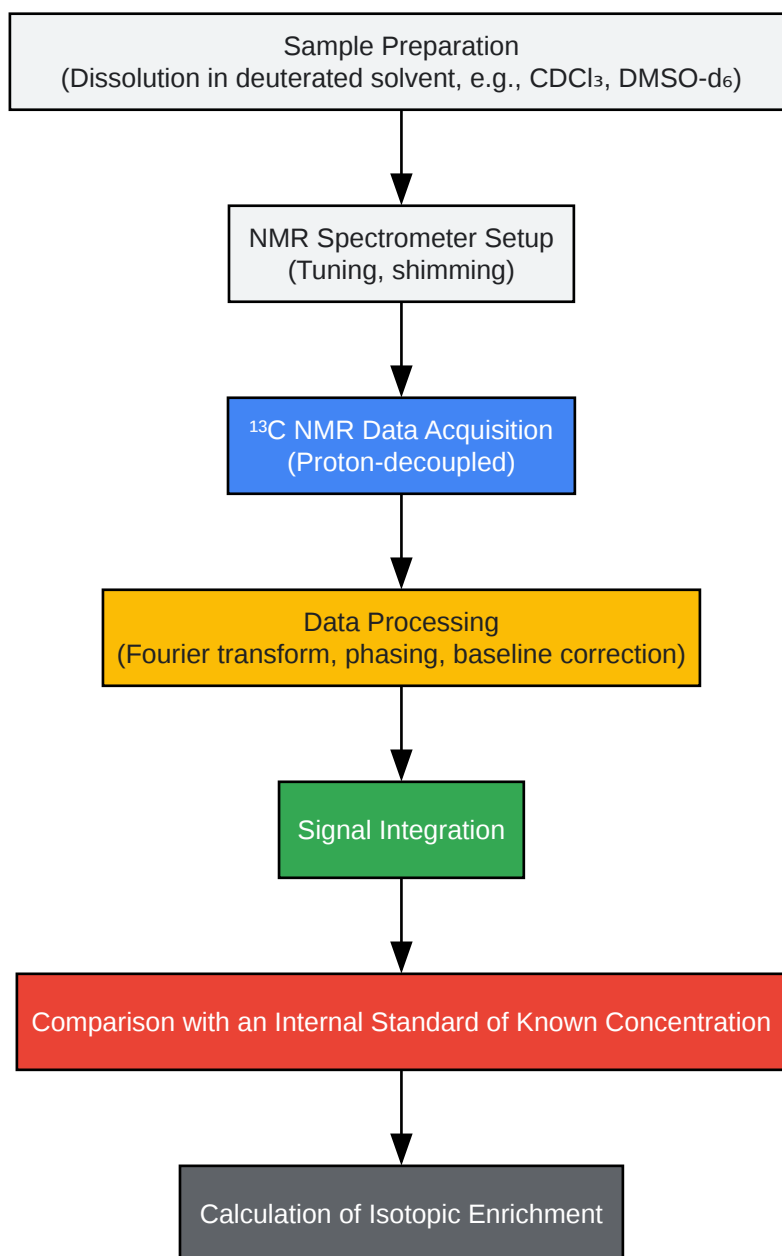 Sample Preparation
(Dissolution in deuterated solvent, e.g., CDCl₃, DMSO-d₆)
NMR Spectrometer Setup
(Tuning, shimming)
¹³C NMR Data Acquisition
(Proton-decoupled)
Data Processing
(Fourier transform, phasing, baseline correction)
Signal Integration
Comparison with an Internal Standard of Known Concentration
Calculation of Isotopic Enrichment